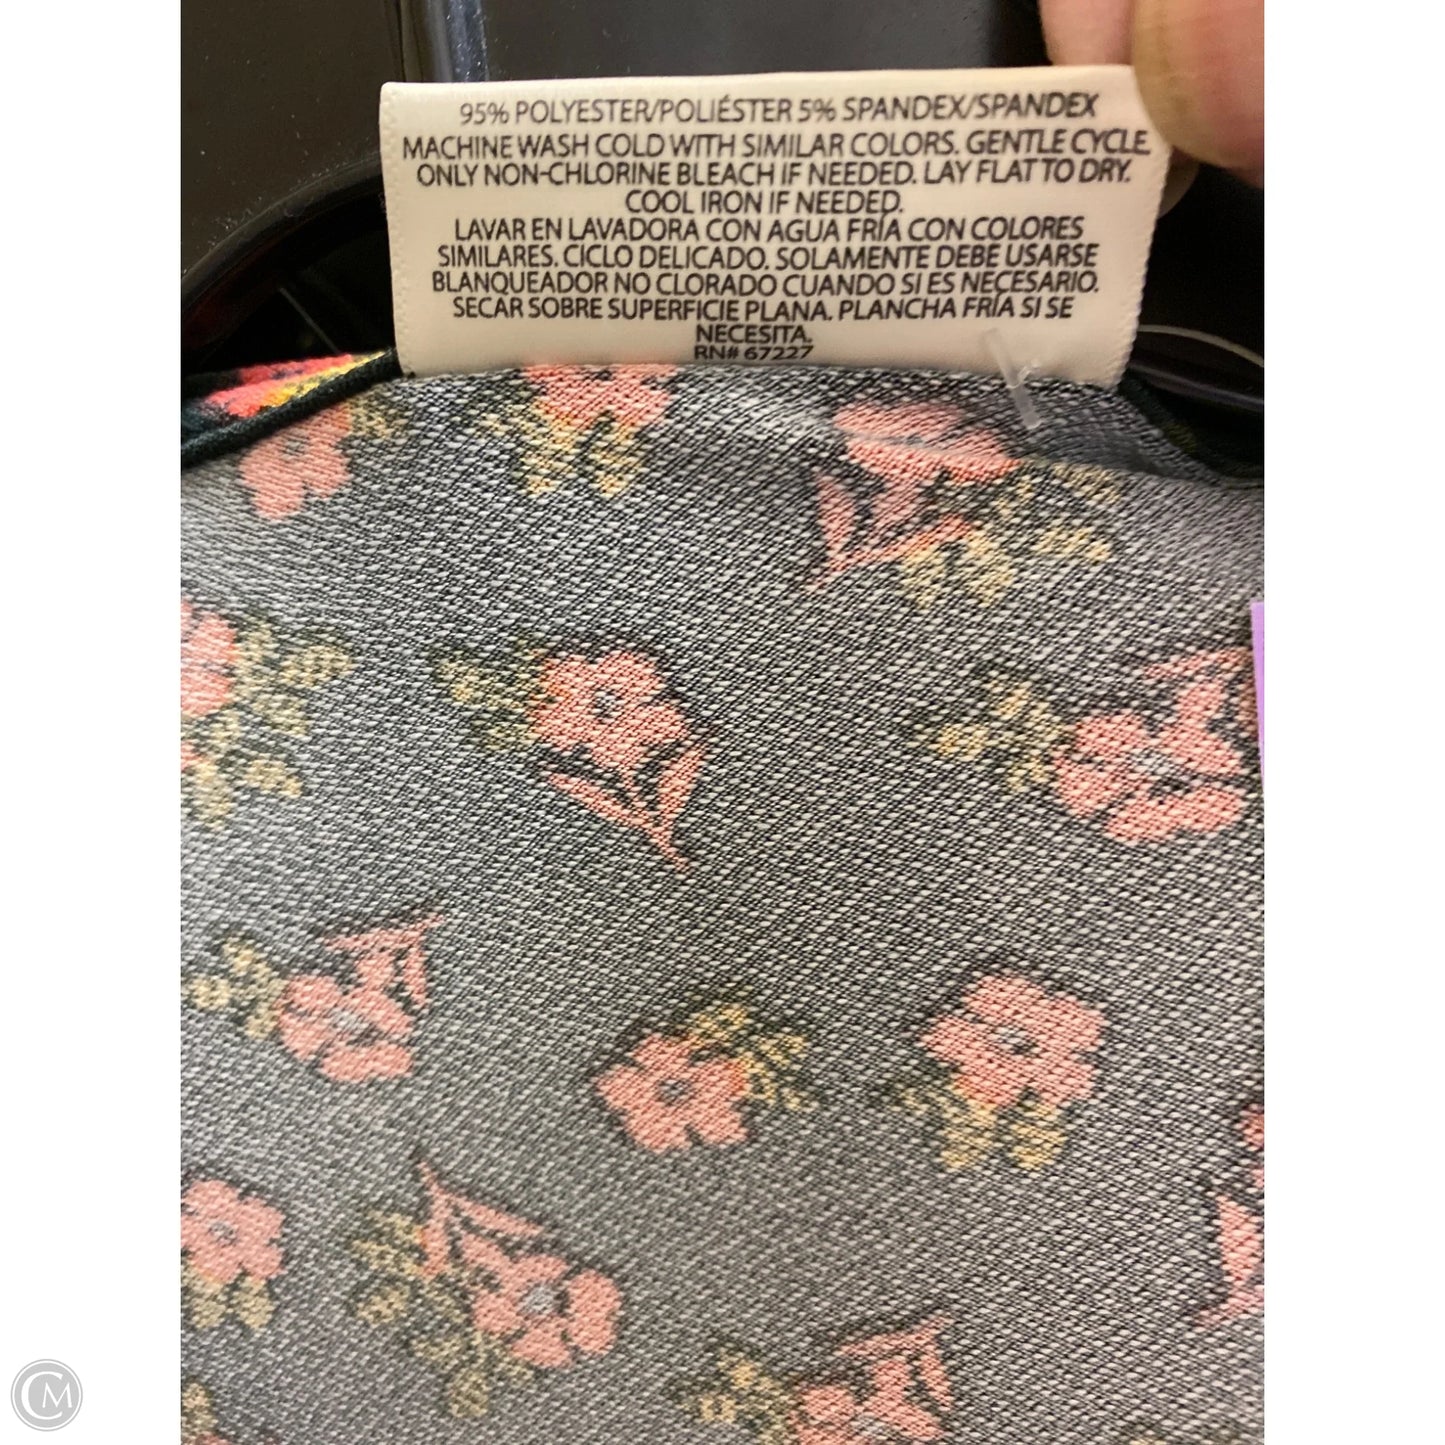 95% POLYESTER/POLIÉSTER 5% SPANDEX/SPANDEX
MACHINE WASH COLD WITH SIMILAR COLORS. GENTLE CYCLE
ONLY NON-CHLORINE BLEACH IF NEEDED. LAY FLAT TO DRY.
COOL IRON IF NEEDED.
LAVAR EN LAVADORA CON AGUA FRÍA CON COLORES
SIMILARES. CICLO DELICADO. SOLAMENTE DEBE USARSE
BLANQUEADOR NO CLORADO CUANDO SI ES NECESARIO.
SECAR SOBRE SUPERFICIE PLANA. PLANCHA FRÍA SI SE
NECESITA.
RN# 67227
CM